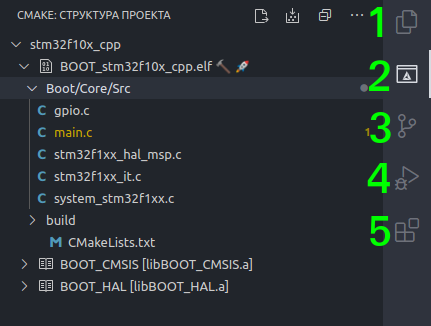 CMAKE: СТРУКТУРА ПРОЕКТА
1
stm32f10x_cpp
BOOT_stm32f10x_cpp.elf
2
Boot/Core/Src
gpio.c
main.c 1
3
stm32f1xx_hal_msp.c
stm32f1xx_it.c
4
system_stm32f1xx.c
build
5
CMakeLists.txt
BOOT_CMSIS [libBOOT_CMSIS.a]
BOOT_HAL [libBOOT_HAL.a]